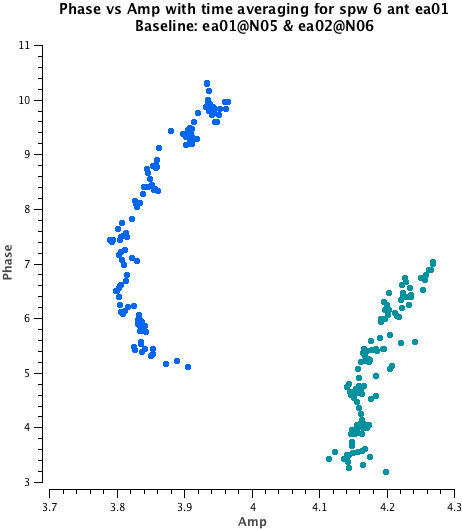 Phase vs Amp with time averaging for spw 6 ant ea01
Baseline: ea01@N05 & ea02@N06
11
10
9
8
7
6
5
4
3
Phase
3.7 3.8 3.9 4 4.1 4.2 4.3
Amp